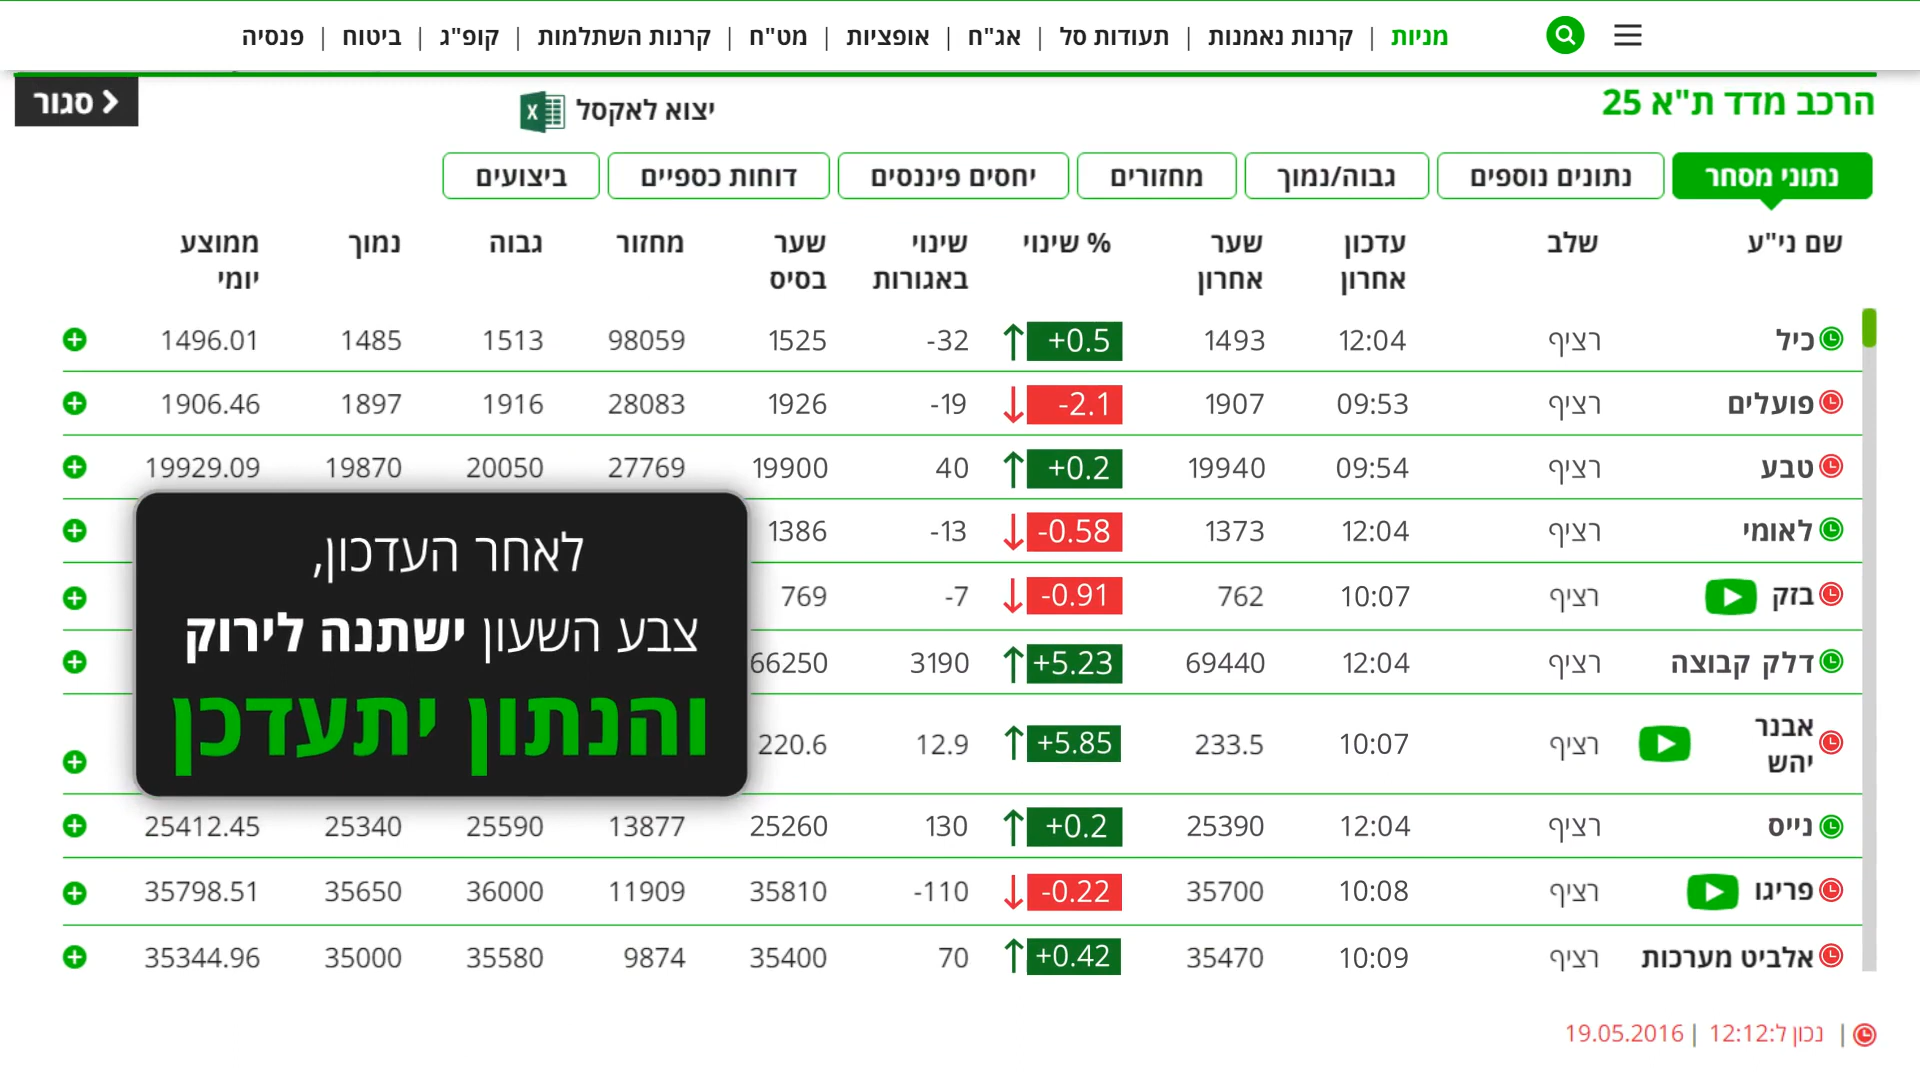 מניות | קרנות נאמנות | תעודות סל | אג"ח | אופציות | מט"ח | קרנות השתלמות | קופ"ג | ביטוח | פנסיה
הרכב מדד ת"א 25
יצוא לאקסל
סגור
נתוני מסחר
נתונים נוספים
גבוה/נמוך
מחזורים
יחסים פיננסים
דוחות כספיים
ביצועים
שם ני"ע שלב עדכון אחרון שער אחרון % שינוי שינוי באגורות שער בסיס מחזור גבוה נמוך ממוצע יומי
כיל רציף 12:04 1493 +0.5 -32 1525 98059 1513 1485 1496.01
פועלים רציף 09:53 1907 -2.1 -19 1926 28083 1916 1897 1906.46
טבע רציף 09:54 19940 +0.2 40 19900 27769 20050 19870 19929.09
לאומי רציף 12:04 1373 -0.58 -13 1386
בזק רציף 10:07 762 -0.91 -7 769
דלק קבוצה רציף 12:04 69440 +5.23 3190 66250
אבנר יהש רציף 10:07 233.5 +5.85 12.9 220.6
נייס רציף 12:04 25390 +0.2 130 25260 13877 25590 25340 25412.45
פריגו רציף 10:08 35700 -0.22 -110 35810 11909 36000 35650 35798.51
אלביט מערכות רציף 10:09 35470 +0.42 70 35400 9874 35580 35000 35344.96
לאחר העדכון,
צבע השעון ישתנה לירוק
והנתון יתעדכן
| נכון ל:12:12 | 19.05.2016